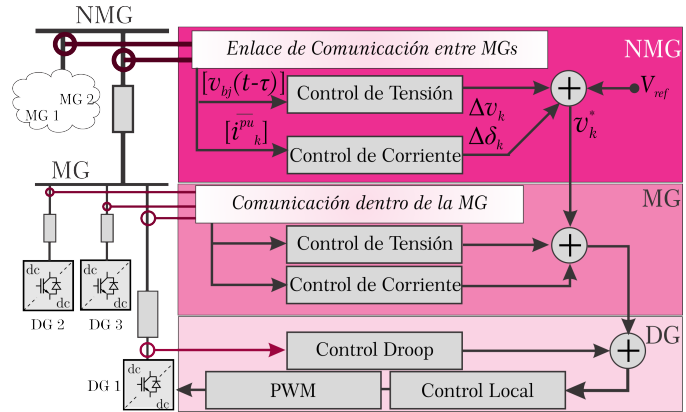 NMG
Enlace de Comunicación entre MGs
NMG
[v_bj(t-τ)]
Control de Tensión
Δv_k
V_ref
MG 2
MG 1
[i^pu_k]
Control de Corriente
Δδ_k
v_k^*
MG
Comunicación dentro de la MG
MG
Control de Tensión
Control de Corriente
dc
dc
dc
dc
DG 2
DG 3
DG
Control Droop
dc
dc
DG 1
PWM
Control Local